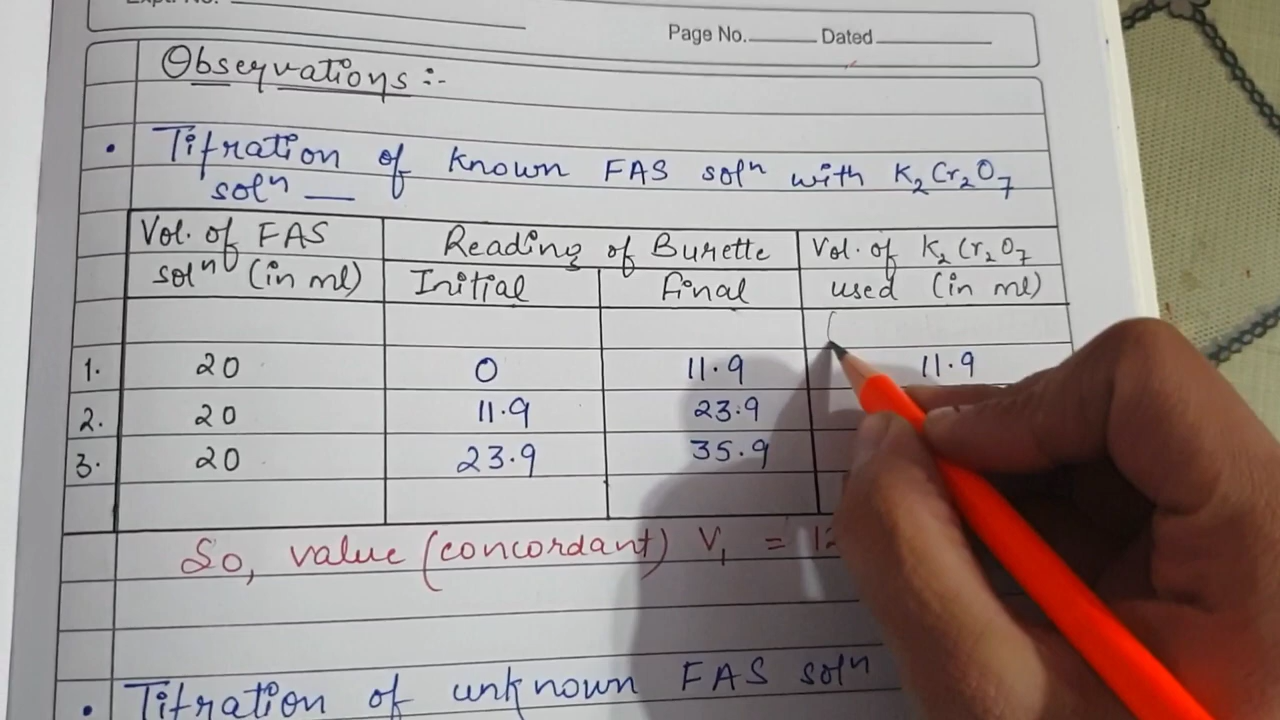 Page No. Dated
Observations :-
• Titration of known FAS solⁿ with K₂Cr₂O₇
solⁿ —
Vol. of FAS Reading of Burette Vol. of K₂Cr₂O₇
solⁿ (in ml) Initial final used (in ml)
1. 20 0 11.9 11.9
2. 20 11.9 23.9
3. 20 23.9 35.9
So, value (concordant) V₁ =
• Titration of unknown FAS solⁿ